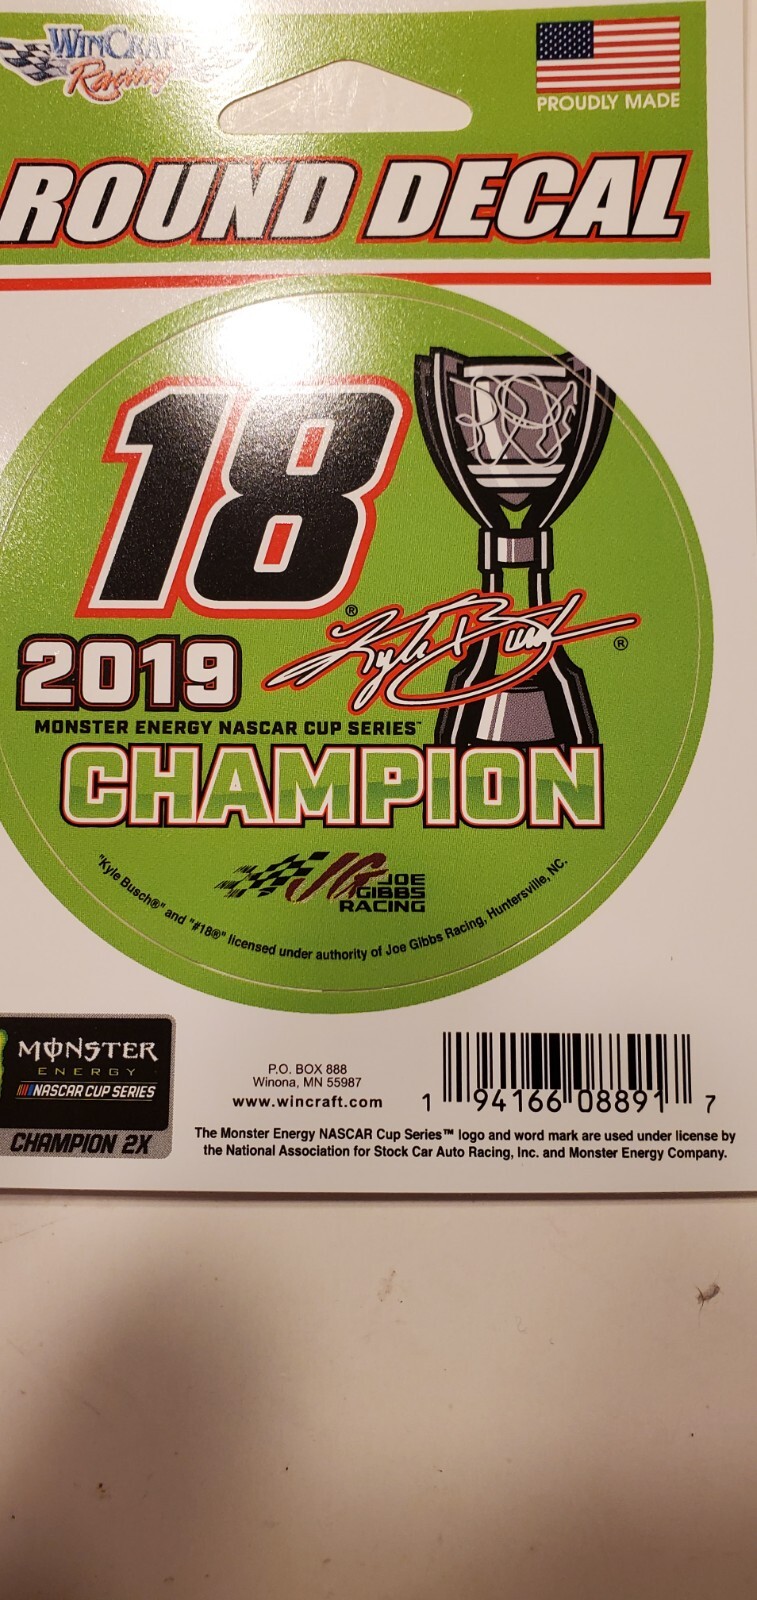 WINCRAFT
Racing
PROUDLY MADE
ROUND DECAL
18®
Kyle Busch®
2019
MONSTER ENERGY NASCAR CUP SERIES™
CHAMPION
JG JOE
GIBBS
RACING
"Kyle Busch®" and "#18®" licensed under authority of Joe Gibbs Racing, Huntersville, NC.
MONSTER
ENERGY
NASCAR CUP SERIES
CHAMPION 2X
P.O. BOX 888
Winona, MN 55987
www.wincraft.com
1 94166 08891 7
The Monster Energy NASCAR Cup Series™ logo and word mark are used under license by
the National Association for Stock Car Auto Racing, Inc. and Monster Energy Company.